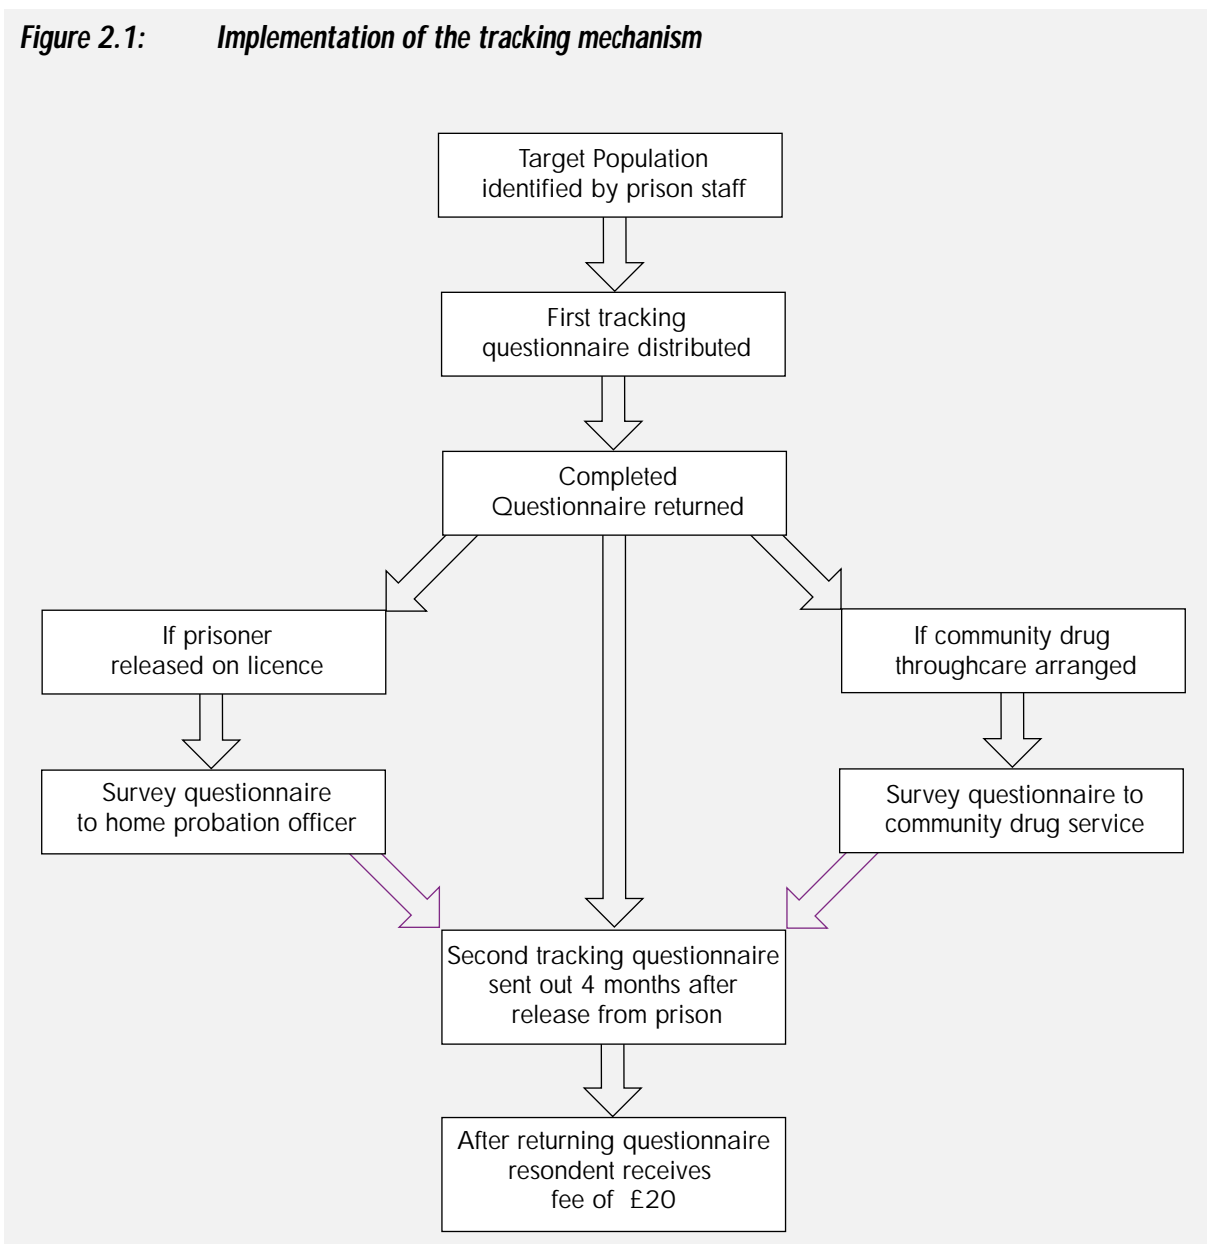 Figure 2.1: Implementation of the tracking mechanism
Target Population
identified by prison staff
First tracking
questionnaire distributed
Completed
Questionnaire returned
If prisoner
released on licence
If community drug
throughcare arranged
Survey questionnaire
to home probation officer
Survey questionnaire to
community drug service
Second tracking questionnaire
sent out 4 months after
release from prison
After returning questionnaire
resondent receives
fee of £20